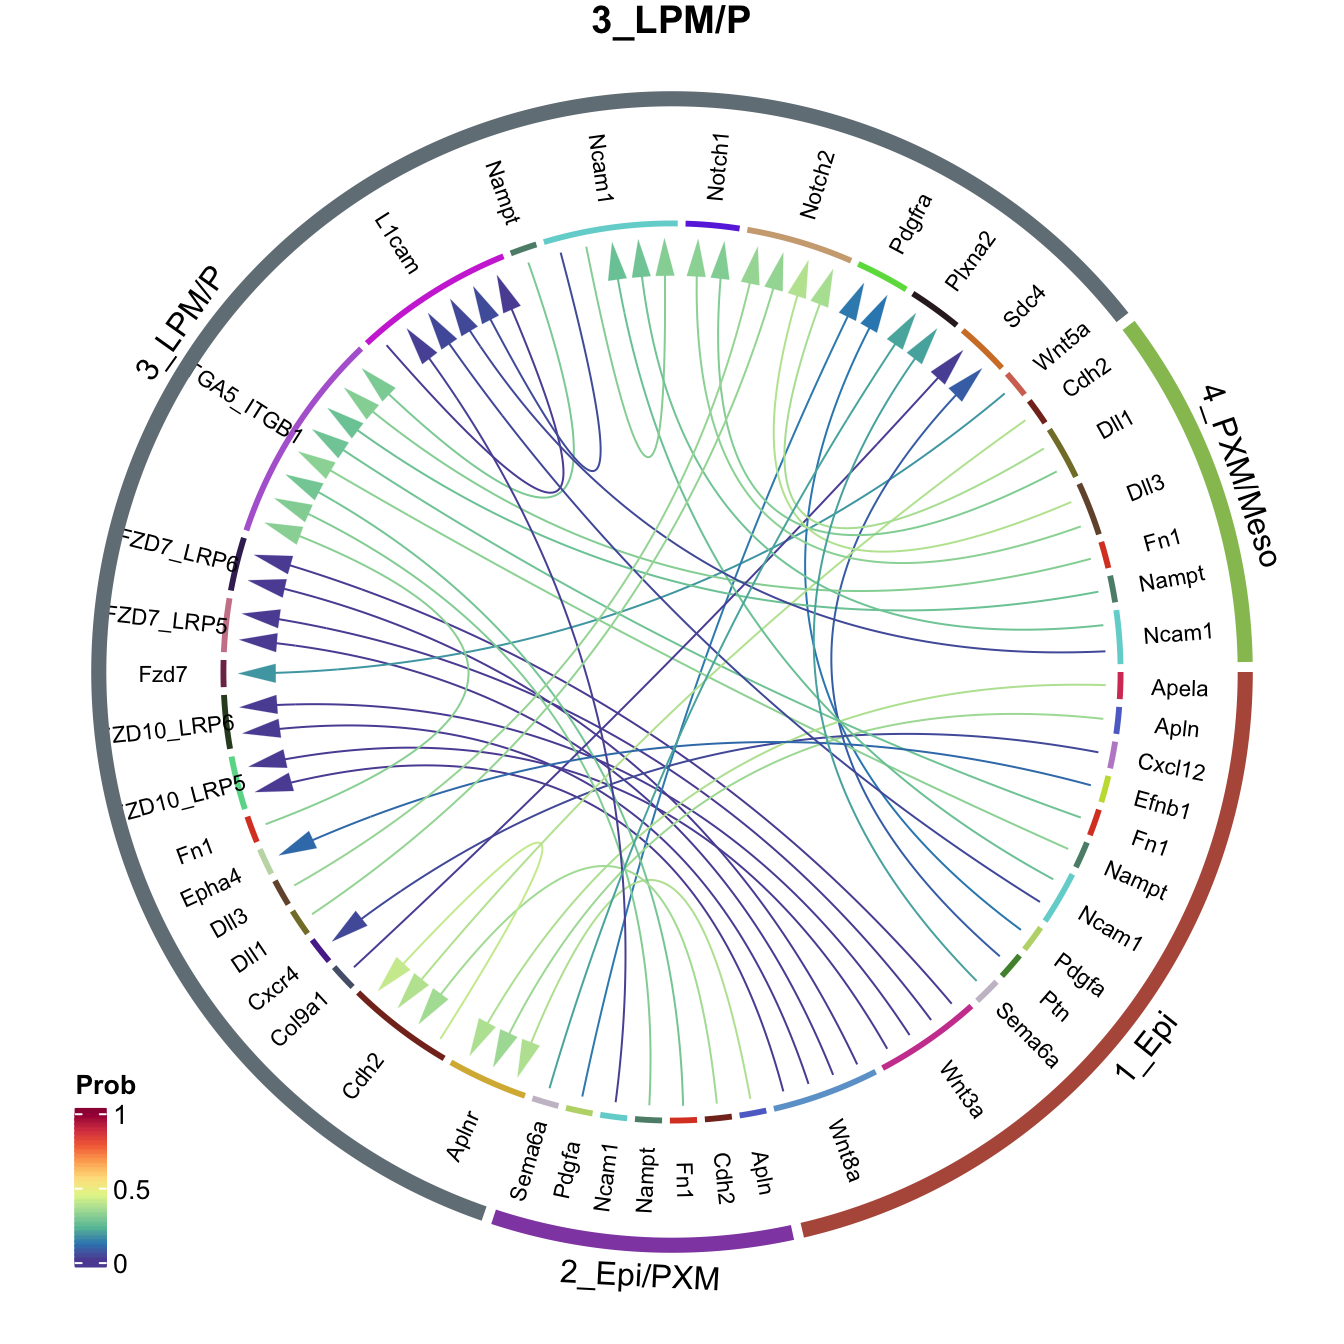 3_LPM/P
3_LPM/P
4_PXM/Meso
1_Epi
2_Epi/PXM
L1cam
Nampt
Ncam1
Notch1
Notch2
Pdgfra
Plxna2
Sdc4
Wnt5a
Cdh2
Dll1
Dll3
Fn1
Nampt
Ncam1
Apela
Apln
Cxcl12
Efnb1
Fn1
Nampt
Ncam1
Pdgfa
Ptn
Sema6a
Wnt3a
Wnt8a
Apln
Cdh2
Fn1
Nampt
Ncam1
Pdgfa
Sema6a
Aplnr
Cdh2
Col9a1
Cxcr4
Dll1
Dll3
Epha4
Fn1
ZD10_LRP5
ZD10_LRP6
Fzd7
FZD7_LRP5
FZD7_LRP6
GA5_ITGB1
Prob
1
0.5
0